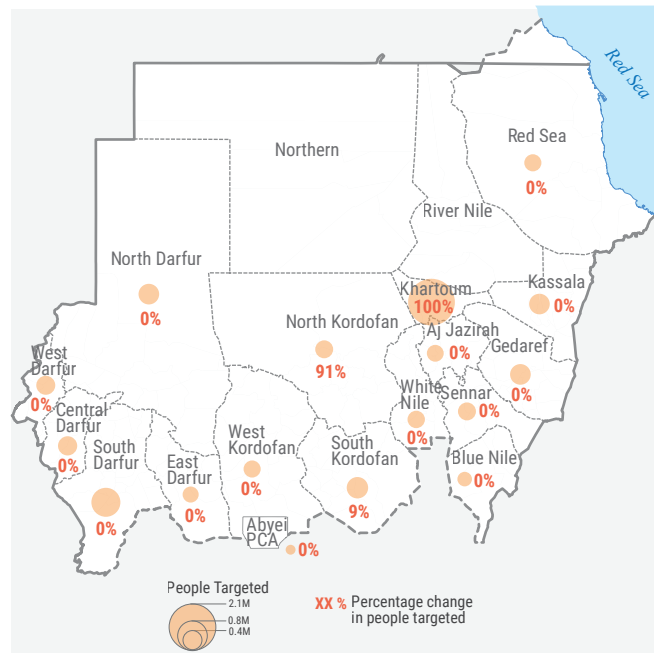 Red Sea
Red Sea
0%
Northern
River Nile
North Darfur
0%
Khartoum
100%
Kassala
0%
North Kordofan
91%
Aj Jazirah
0%
Gedaref
0%
West
Darfur
0%
White
Nile
0%
Sennar
0%
Central
Darfur
0%
South
Darfur
0%
East
Darfur
0%
West
Kordofan
0%
South
Kordofan
9%
Blue Nile
0%
Abyei
PCA
0%
People Targeted
2.1M
0.8M
0.4M
XX % Percentage change
in people targeted